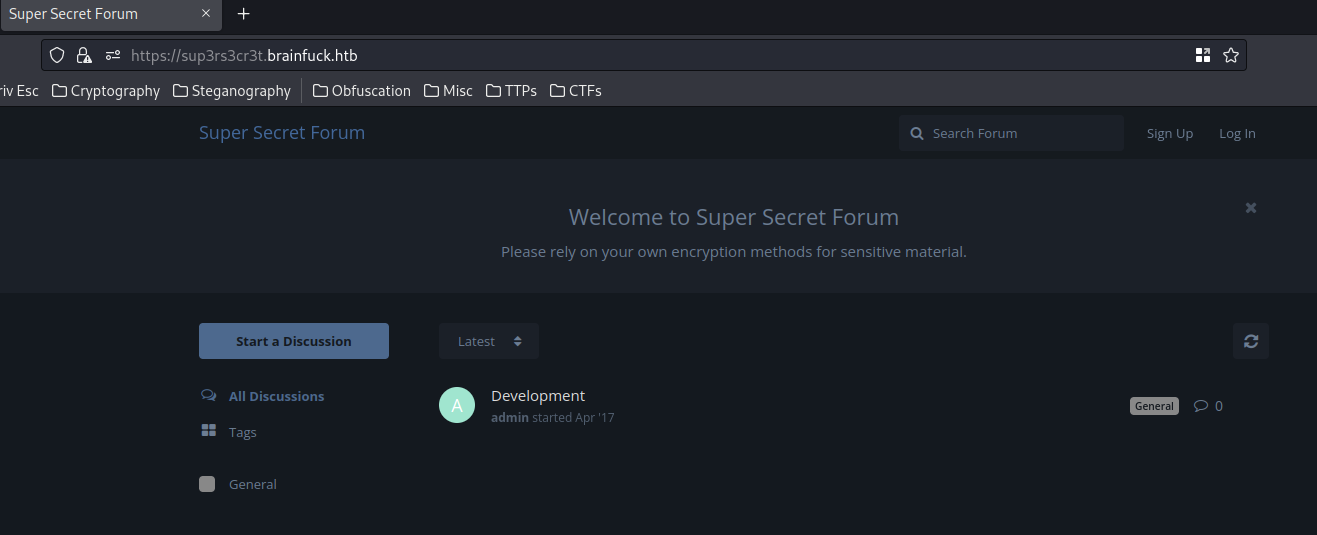 Super Secret Forum × +
https://sup3rs3cr3t.brainfuck.htb
riv Esc Cryptography Steganography Obfuscation Misc TTPs CTFs
Super Secret Forum Search Forum Sign Up Log In
Welcome to Super Secret Forum
Please rely on your own encryption methods for sensitive material.
Start a Discussion Latest
All Discussions
A Development
admin started Apr '17
General 0
Tags
General